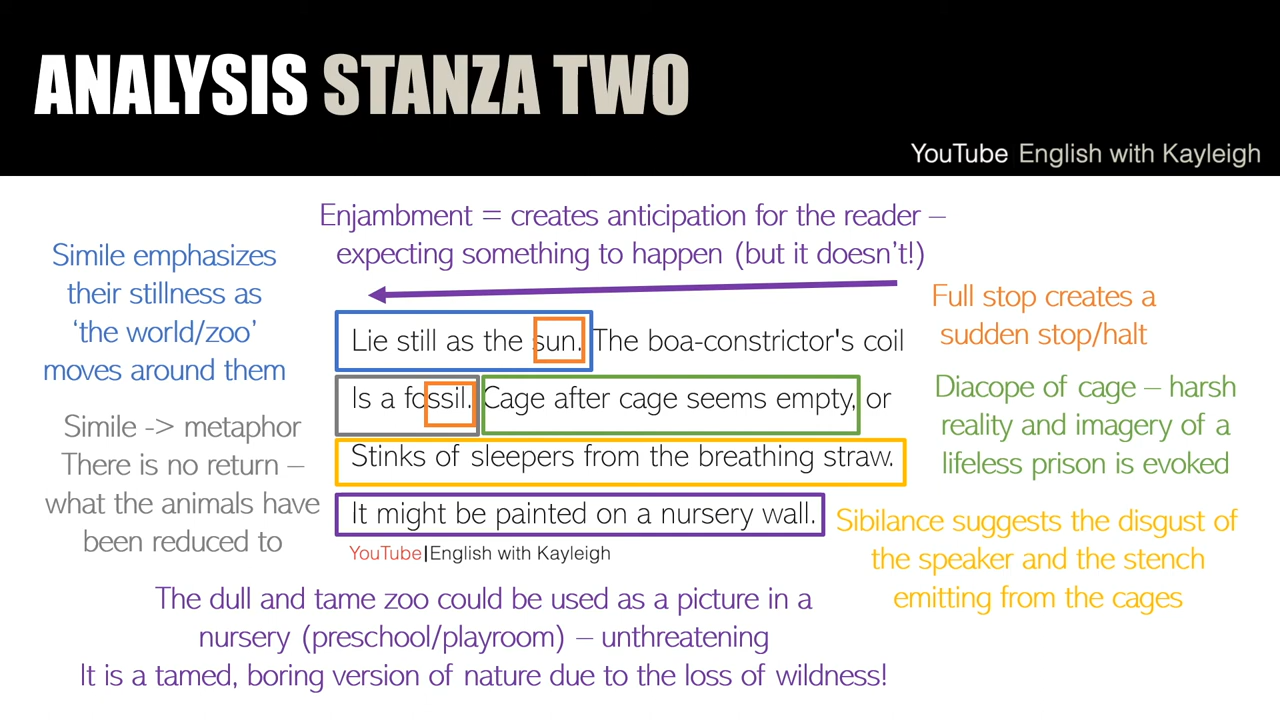 ANALYSIS STANZA TWO
YouTube English with Kayleigh
Enjambment = creates anticipation for the reader –
expecting something to happen (but it doesn't!)
Simile emphasizes
their stillness as
'the world/zoo'
moves around them
Full stop creates a
sudden stop/halt
Lie still as the sun. The boa-constrictor's coil
Is a fossil. Cage after cage seems empty, or
Stinks of sleepers from the breathing straw.
It might be painted on a nursery wall.
YouTube|English with Kayleigh
Simile -> metaphor
There is no return –
what the animals have
been reduced to
Diacope of cage – harsh
reality and imagery of a
lifeless prison is evoked
Sibilance suggests the disgust of
the speaker and the stench
emitting from the cages
The dull and tame zoo could be used as a picture in a
nursery (preschool/playroom) – unthreatening
It is a tamed, boring version of nature due to the loss of wildness!